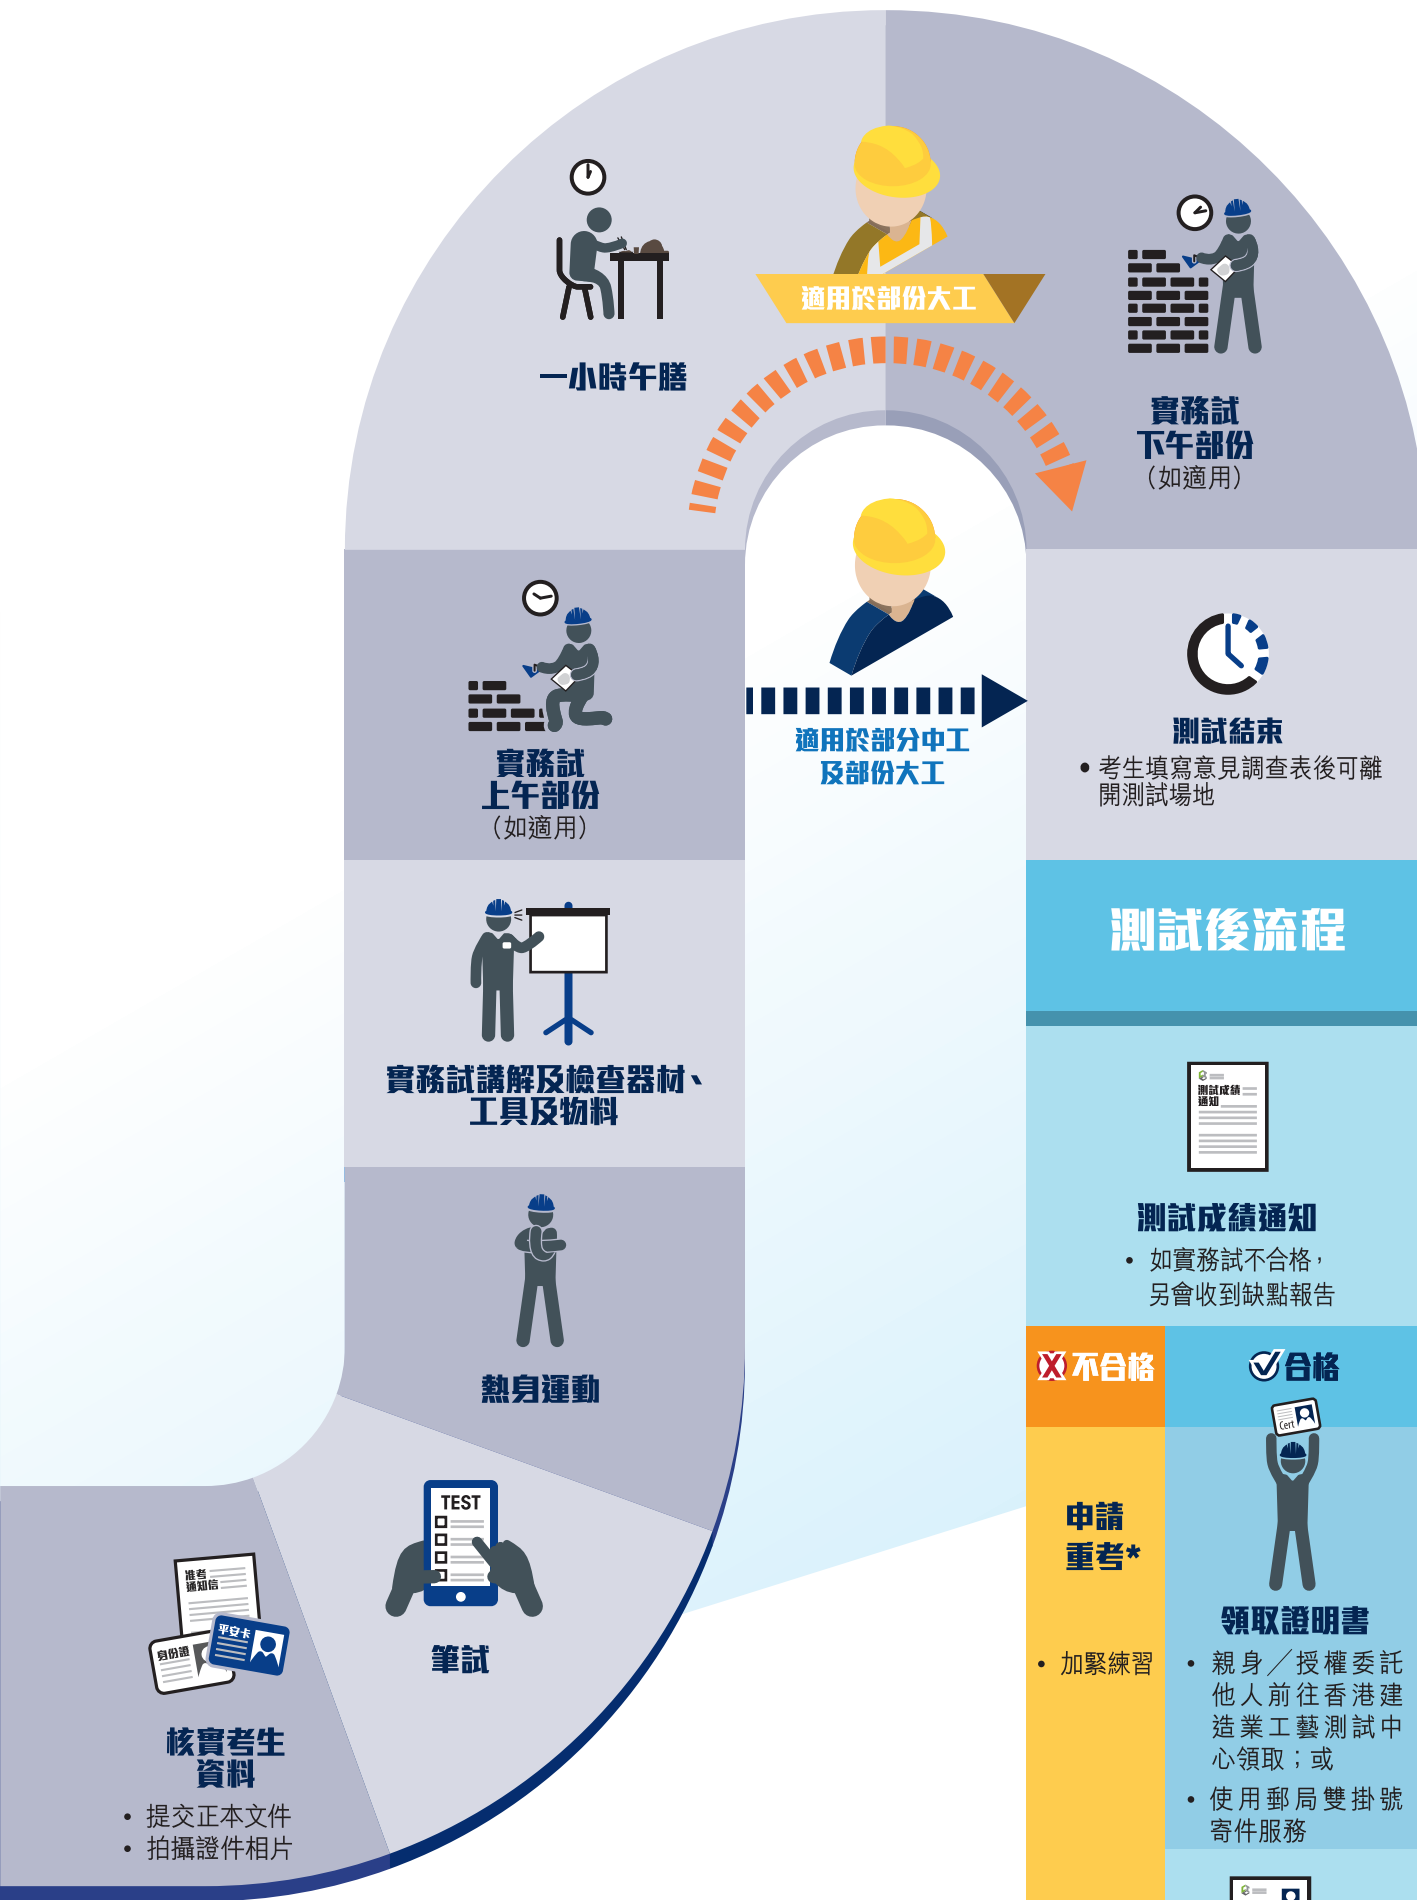 適用於部份大工
一小時午膳
實務試
下午部份
（如適用）
適用於部分中工
及部份大工
實務試
上午部份
（如適用）
實務試講解及檢查器材、
工具及物料
熱身運動
TEST
筆試
准考
通知信
身份證
平安卡
核實考生
資料
• 提交正本文件
• 拍攝證件相片
測試結束
• 考生填寫意見調查表後可離
開測試場地
測試後流程
測試成績
通知
測試成績通知
• 如實務試不合格，
另會收到缺點報告
不合格
申請
重考*
• 加緊練習
合格
Cert
領取證明書
• 親身／授權委託
他人前往香港建
造業工藝測試中
心領取；或
• 使用郵局雙掛號
寄件服務